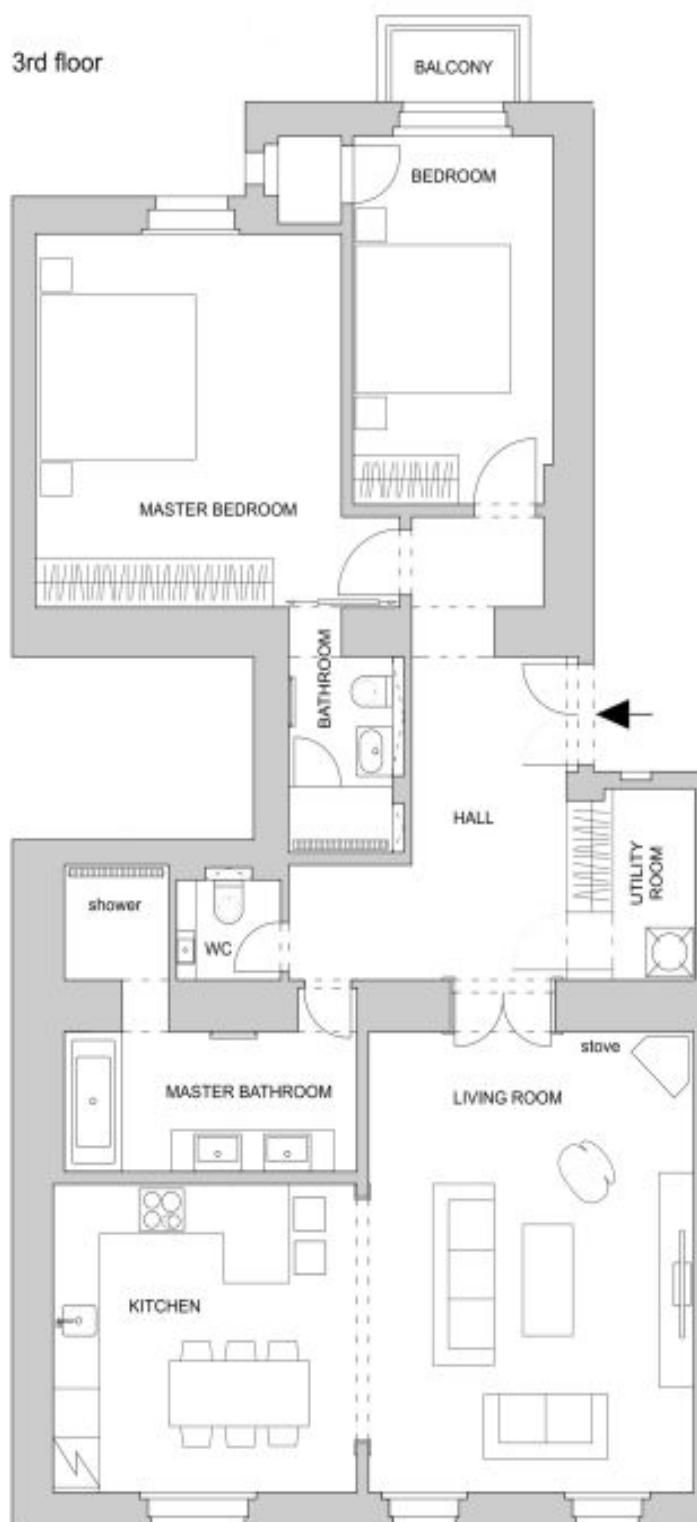 3rd floor
BALCONY
BEDROOM
MASTER BEDROOM
BATHROOM
HALL
UTILITY
ROOM
shower
WC
stove
MASTER BATHROOM
LIVING ROOM
KITCHEN